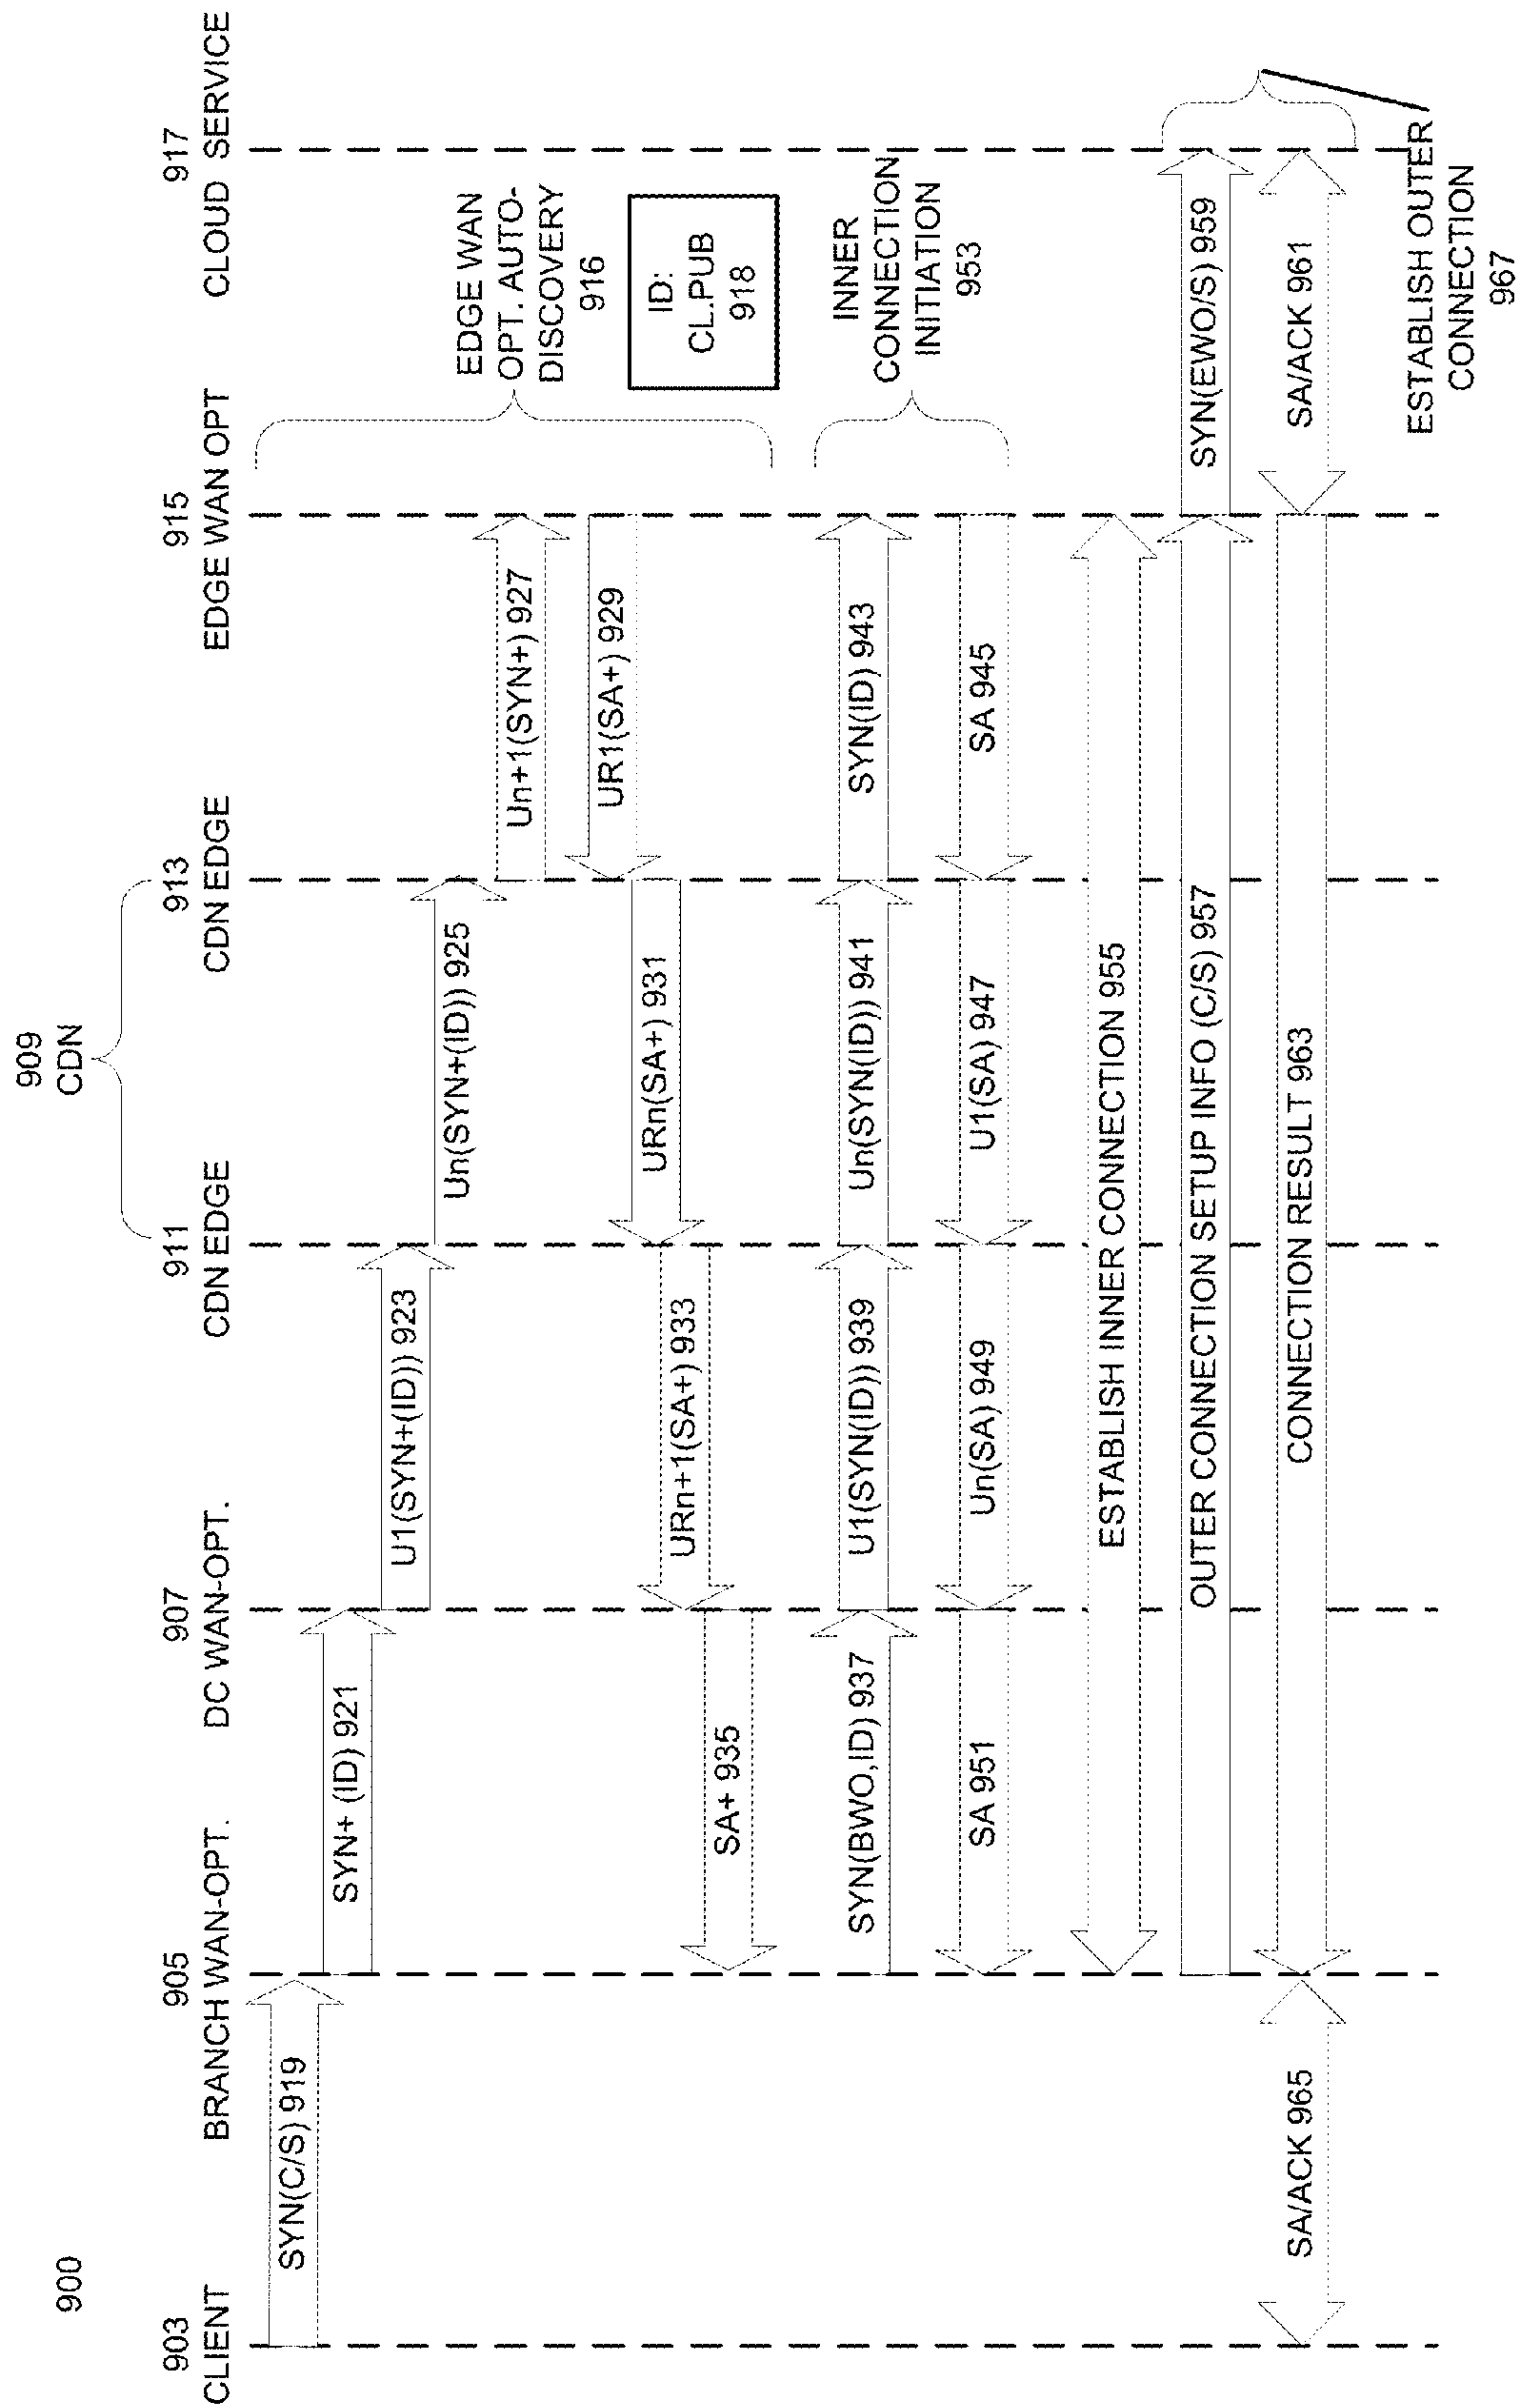 900
909
CDN
903
CLIENT
905
BRANCH WAN-OPT.
907
DC WAN-OPT.
911
CDN EDGE
913
CDN EDGE
915
EDGE WAN OPT
917
CLOUD SERVICE
SYN(C/S) 919
SYN+ (ID) 921
U1(SYN+(ID)) 923
Un(SYN+(ID)) 925
Un+1(SYN+) 927
UR1(SA+) 929
URn(SA+) 931
URn+1(SA+) 933
SA+ 935
EDGE WAN
OPT. AUTO-
DISCOVERY
916
ID:
CL.PUB
918
SYN(BWO,ID) 937
U1(SYN(ID)) 939
Un(SYN(ID)) 941
SYN(ID) 943
SA 951
Un(SA) 949
U1(SA) 947
SA 945
INNER
CONNECTION
INITIATION
953
ESTABLISH INNER CONNECTION 955
OUTER CONNECTION SETUP INFO (C/S) 957
SYN(EWO/S) 959
SA/ACK 965
CONNECTION RESULT 963
SA/ACK 961
ESTABLISH OUTER
CONNECTION
967